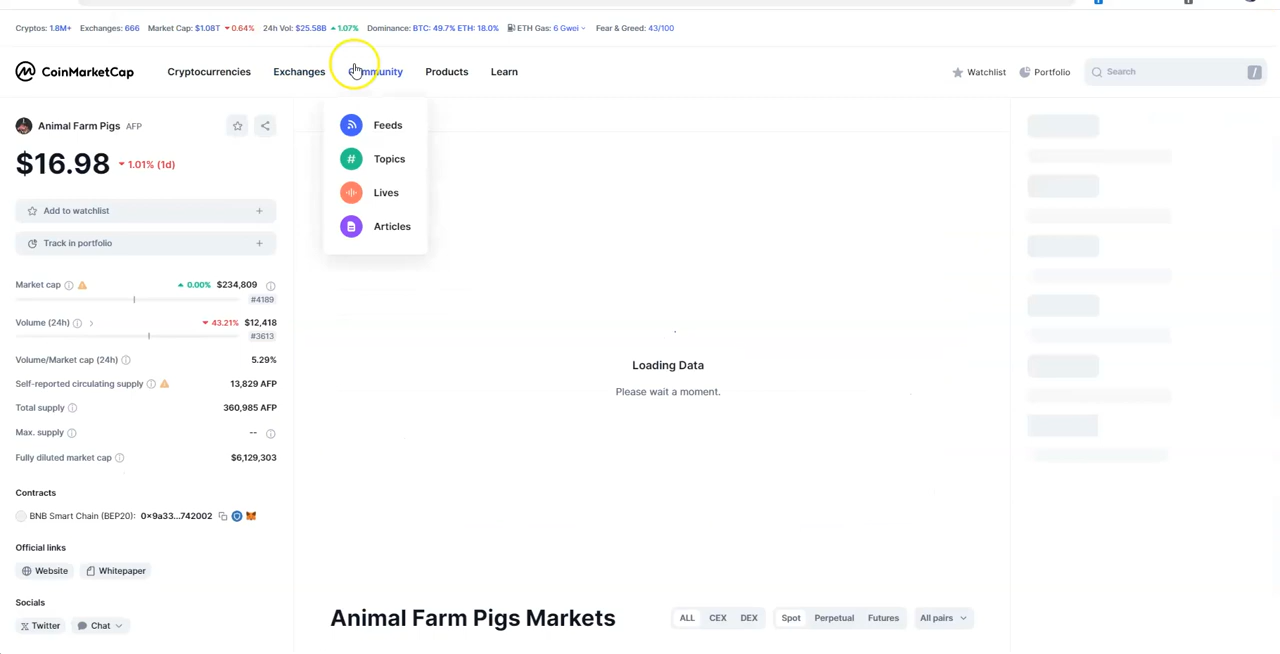 Cryptos: 1.8M+ Exchanges: 666 Market Cap: $1.08T 0.64% 24h Vol: $25.58B 1.07% Dominance: BTC: 49.7% ETH: 18.0% ETH Gas: 6 Gwei Fear & Greed: 43/100
CoinMarketCap Cryptocurrencies Exchanges Community Products Learn Watchlist Portfolio Search /
Animal Farm Pigs AFP
$16.98 1.01% (1d)
Add to watchlist +
Track in portfolio +
Market cap 0.00% $234,809
#4189
Volume (24h) 43.21% $12,418
#3613
Volume/Market cap (24h) 5.29%
Self-reported circulating supply 13,829 AFP
Total supply 360,985 AFP
Max. supply --
Fully diluted market cap $6,129,303
Contracts
BNB Smart Chain (BEP20): 0x9a33...742002
Official links
Website Whitepaper
Socials
Twitter Chat
Feeds
# Topics
Lives
Articles
Loading Data
Please wait a moment.
Animal Farm Pigs Markets ALL CEX DEX Spot Perpetual Futures All pairs